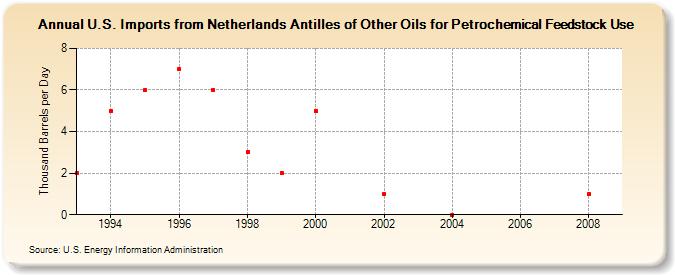 Annual U.S. Imports from Netherlands Antilles of Other Oils for Petrochemical Feedstock Use
Thousand Barrels per Day
8
6
4
2
0
1994 1996 1998 2000 2002 2004 2006 2008
Source: U.S. Energy Information Administration